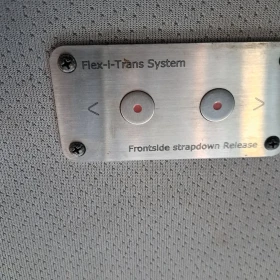 Flex-I-Trans System
< >
Frontside strapdown Release